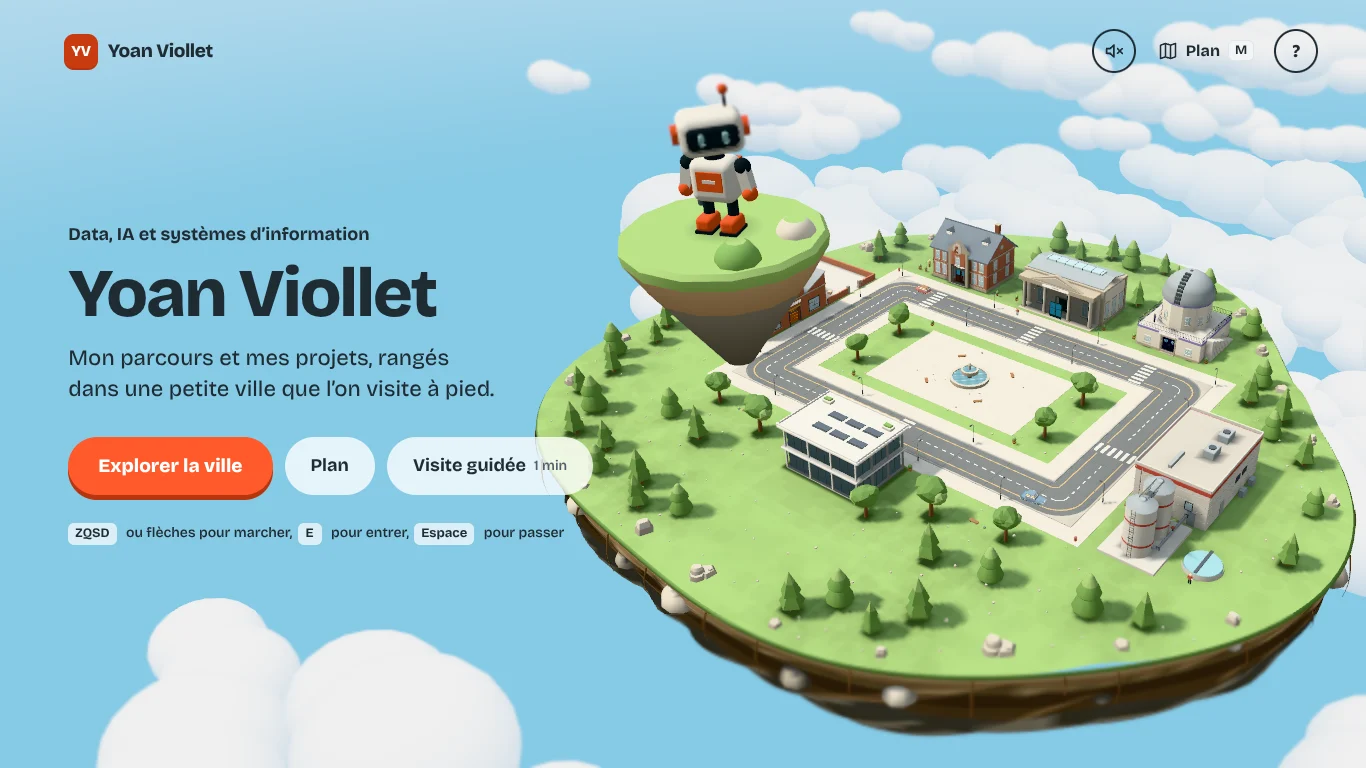 YV Yoan Viollet
Plan M ?
Data, IA et systèmes d’information
Yoan Viollet
Mon parcours et mes projets, rangés
dans une petite ville que l’on visite à pied.
Explorer la ville
Plan
Visite guidée 1 min
ZQSD ou flèches pour marcher, E pour entrer, Espace pour passer